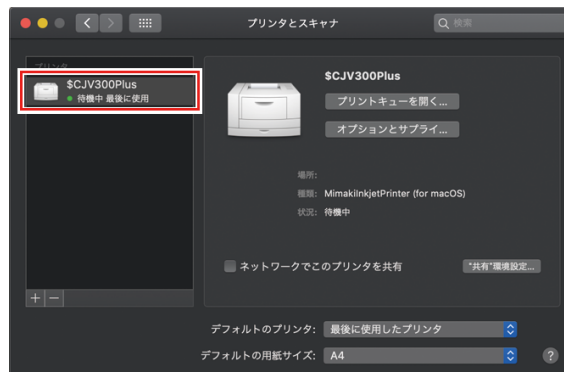 プリンタとスキャナ
検索
プリンタ
$CJV300Plus
待機中 最後に使用
$CJV300Plus
プリントキューを開く...
オプションとサプライ...
場所:
種類: MimakiInkjetPrinter (for macOS)
状況: 待機中
ネットワークでこのプリンタを共有
"共有"環境設定...
+ −
デフォルトのプリンタ: 最後に使用したプリンタ
デフォルトの用紙サイズ: A4
?